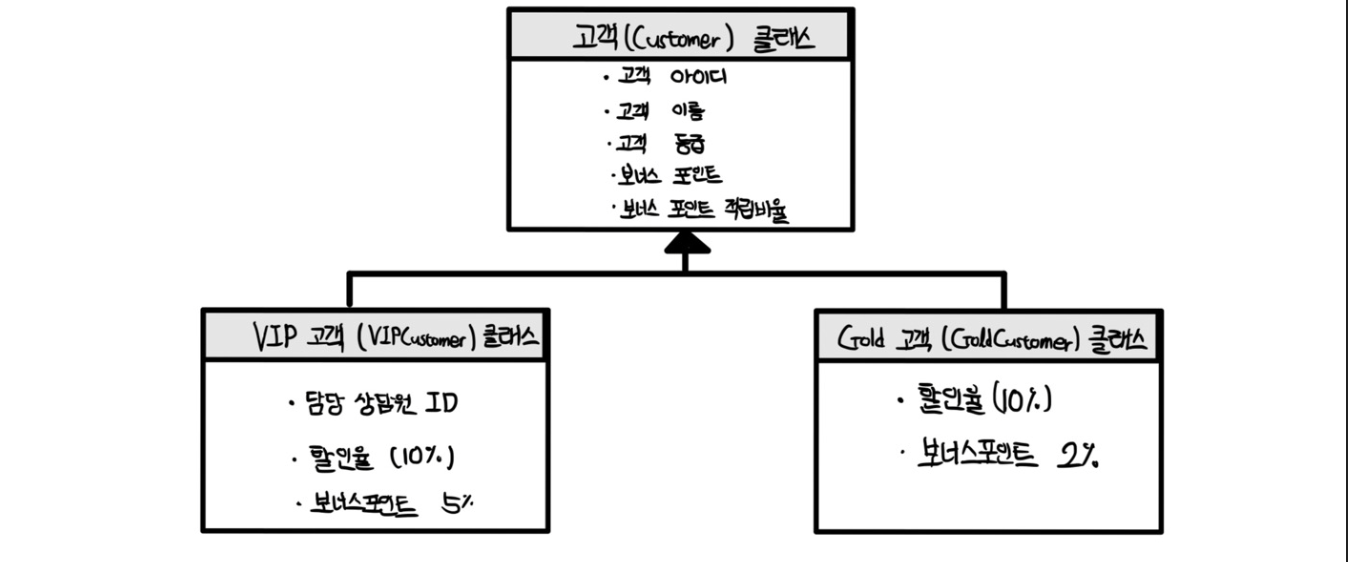 고객(Customer) 클래스
· 고객 아이디
· 고객 이름
· 고객 등급
· 보너스 포인트
· 보너스 포인트 적립비율
VIP 고객 (VIPCustomer) 클래스
· 담당 상담원 ID
· 할인율 (10%)
· 보너스포인트 5%
Gold 고객 (GoldCustomer) 클래스
· 할인율 (10%)
· 보너스포인트 2%